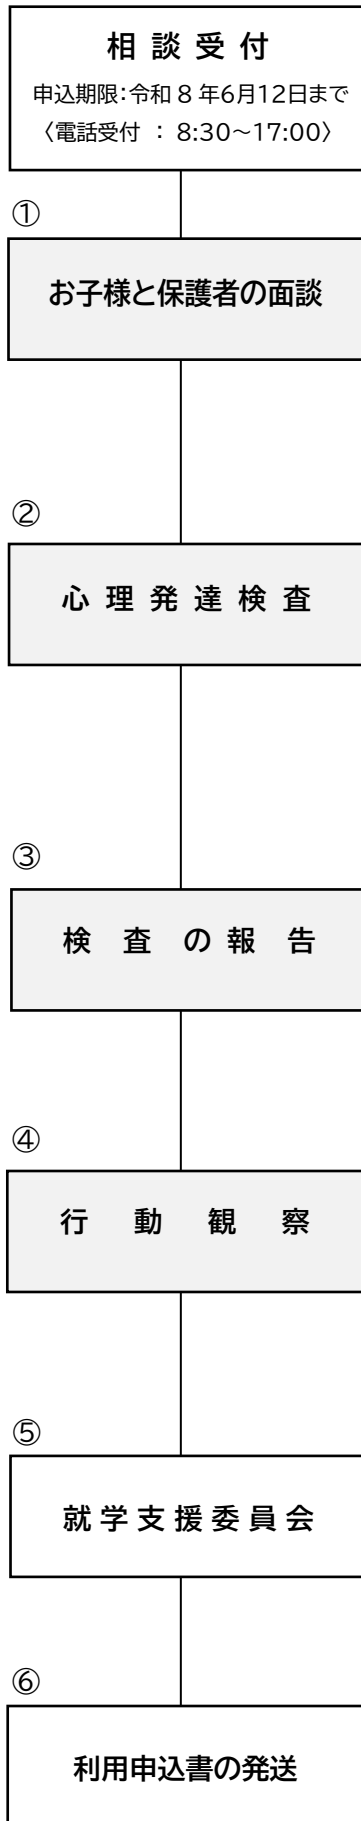 相談受付
申込期限:令和8年6月12日まで
〈電話受付 : 8:30~17:00〉
①
お子様と保護者の面談
②
心理発達検査
③
検査の報告
④
行動観察
⑤
就学支援委員会
⑥
利用申込書の発送